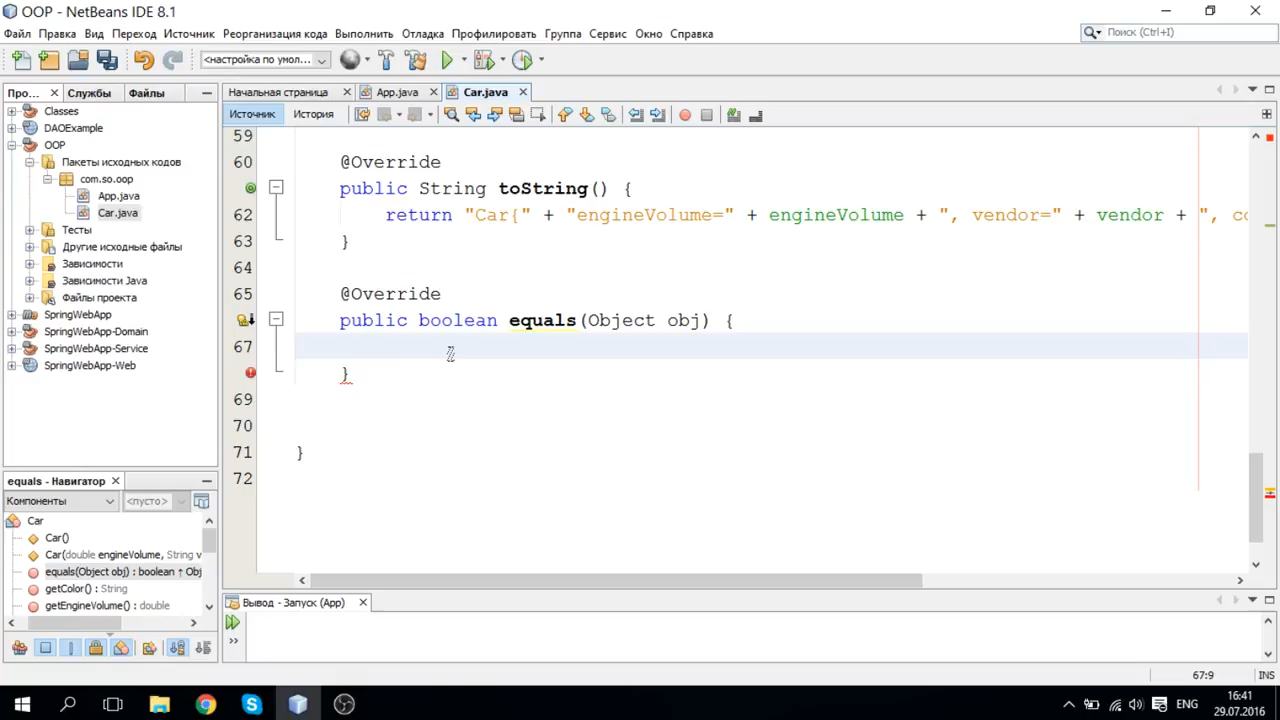 OOP - NetBeans IDE 8.1
Файл Правка Вид Переход Источник Реорганизация кода Выполнить Отладка Профилировать Группа Сервис Окно Справка
Поиск (Ctrl+I)
<настройка по умол...
Про... Службы Файлы
Начальная страница App.java Car.java
Источник История
Classes
DAOExample
OOP
Пакеты исходных кодов
com.so.oop
App.java
Car.java
Тесты
Другие исходные файлы
Зависимости
Зависимости Java
Файлы проекта
SpringWebApp
SpringWebApp-Domain
SpringWebApp-Service
SpringWebApp-Web
59
60 @Override
public String toString() {
62 return "Car{" + "engineVolume=" + engineVolume + ", vendor=" + vendor + ", co
63 }
64
65 @Override
public boolean equals(Object obj) {
67
}
69
70
71 }
72
equals - Навигатор
Компоненты <пусто>
Car
Car()
Car(double engineVolume, String v
equals(Object obj) : boolean ↑ Obj
getColor() : String
getEngineVolume() : double
Вывод - Запуск (App)
67:9 INS
ENG
16:41
29.07.2016